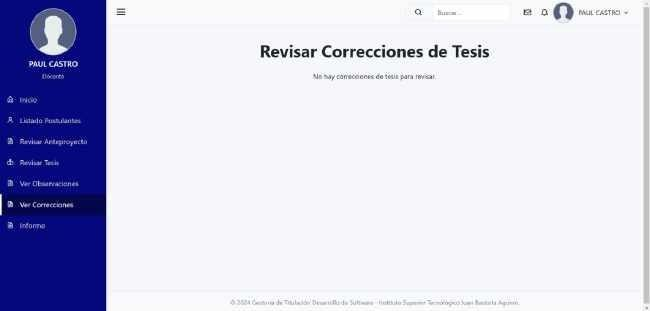 PAUL CASTRO
Docente
Inicio
Listado Postulantes
Revisar Anteproyecto
Revisar Tesis
Ver Observaciones
Ver Correcciones
Informe
Buscar...
PAUL CASTRO
Revisar Correcciones de Tesis
No hay correcciones de tesis para revisar.
© 2024 Gestoria de Titulación Desarrollo de Software - Instituto Superior Tecnológico Juan Bautista Aguirre.